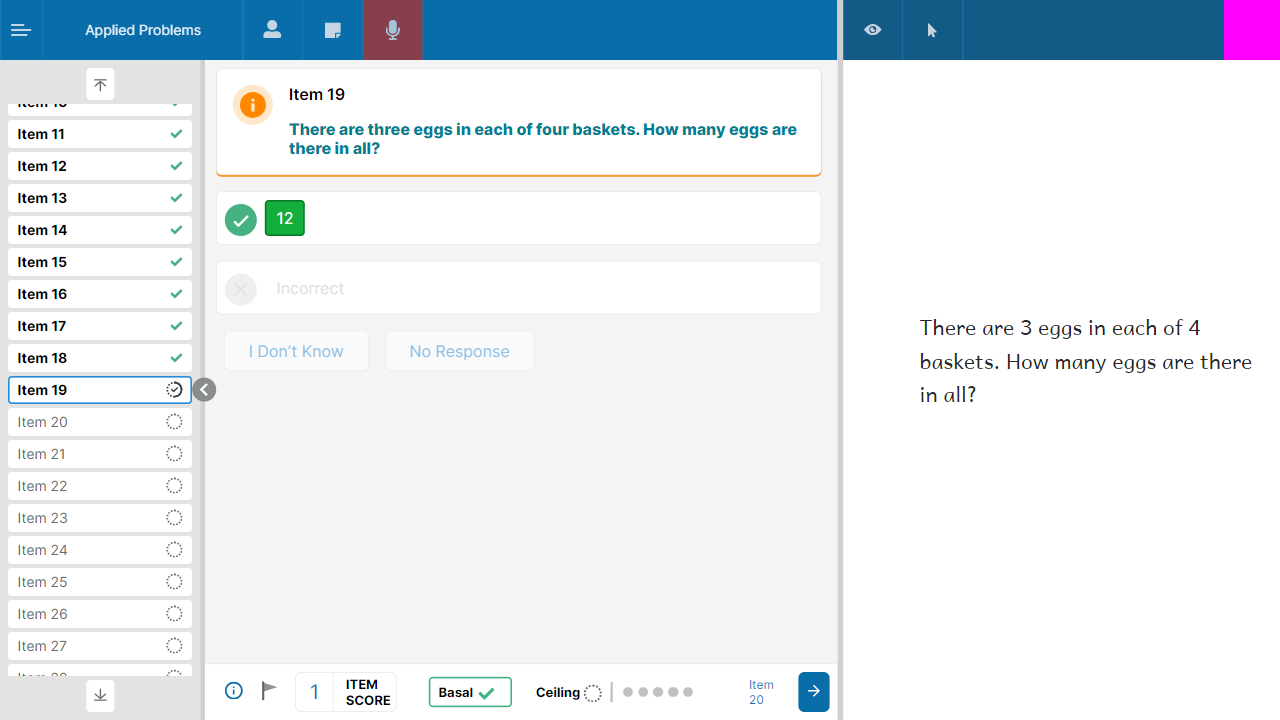 Applied Problems
Item 11
Item 12
Item 13
Item 14
Item 15
Item 16
Item 17
Item 18
Item 19
Item 20
Item 21
Item 22
Item 23
Item 24
Item 25
Item 26
Item 27
Item 19
There are three eggs in each of four baskets. How many eggs are
there in all?
12
Incorrect
I Don't Know
No Response
1
ITEM
SCORE
Basal
Ceiling
Item
20
There are 3 eggs in each of 4
baskets. How many eggs are there
in all?